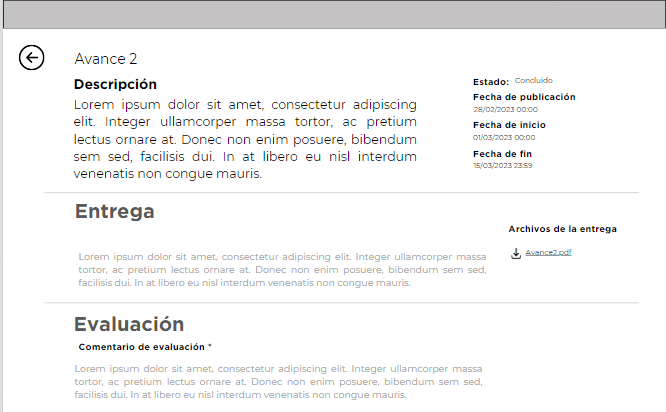 Avance 2
Descripción
Lorem ipsum dolor sit amet, consectetur adipiscing
elit. Integer ullamcorper massa tortor, ac pretium
lectus ornare at. Donec non enim posuere, bibendum
sem sed, facilisis dui. In at libero eu nisl interdum
venenatis non congue mauris.
Estado: Concluido
Fecha de publicación
28/02/2023 00:00
Fecha de inicio
01/03/2023 00:00
Fecha de fin
15/03/2023 23:59
Entrega
Lorem ipsum dolor sit amet, consectetur adipiscing elit. Integer ullamcorper massa
tortor, ac pretium lectus ornare at. Donec non enim posuere, bibendum sem sed,
facilisis dui. In at libero eu nisl interdum venenatis non congue mauris.
Archivos de la entrega
Avance2.pdf
Evaluación
Comentario de evaluación *
Lorem ipsum dolor sit amet, consectetur adipiscing elit. Integer ullamcorper massa
tortor, ac pretium lectus ornare at. Donec non enim posuere, bibendum sem sed,
facilisis dui. In at libero eu nisl interdum venenatis non congue mauris.